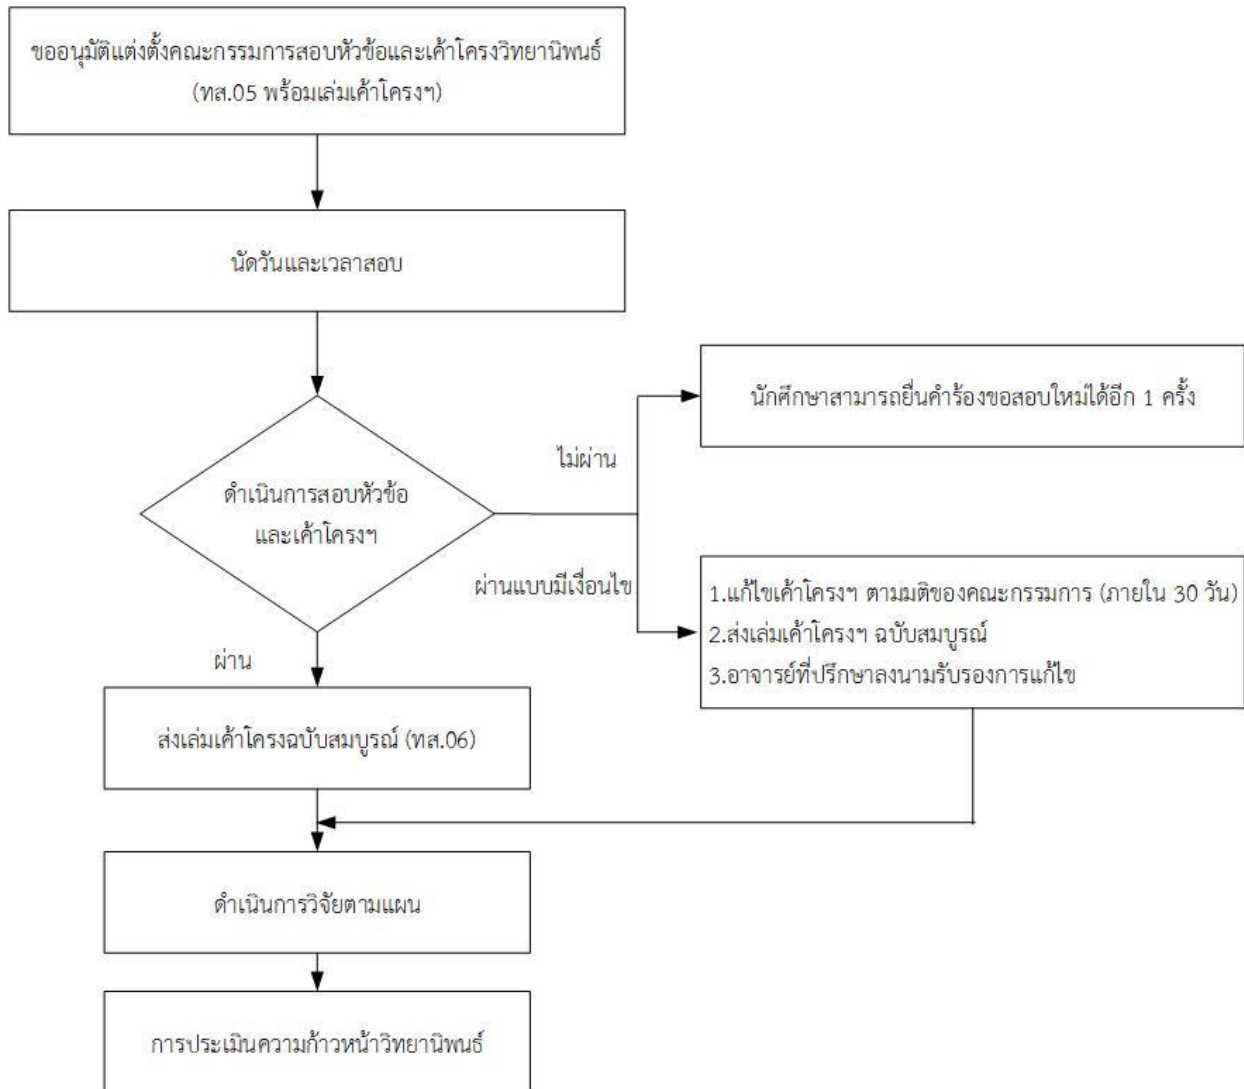 ขออนุมัติแต่งตั้งคณะกรรมการสอบหัวข้อและเค้าโครงวิทยานิพนธ์
(ทส.05 พร้อมเล่มเค้าโครงฯ)
นัดวันและเวลาสอบ
นักศึกษาสามารถยื่นคำร้องขอสอบใหม่ได้อีก 1 ครั้ง
ไม่ผ่าน
ดำเนินการสอบหัวข้อ
และเค้าโครงฯ
ผ่านแบบมีเงื่อนไข
1.แก้ไขเค้าโครงฯ ตามมติของคณะกรรมการ (ภายใน 30 วัน)
2.ส่งเล่มเค้าโครงฯ ฉบับสมบูรณ์
3.อาจารย์ที่ปรึกษาลงนามรับรองการแก้ไข
ผ่าน
ส่งเล่มเค้าโครงฉบับสมบูรณ์ (ทส.06)
ดำเนินการวิจัยตามแผน
การประเมินความก้าวหน้าวิทยานิพนธ์